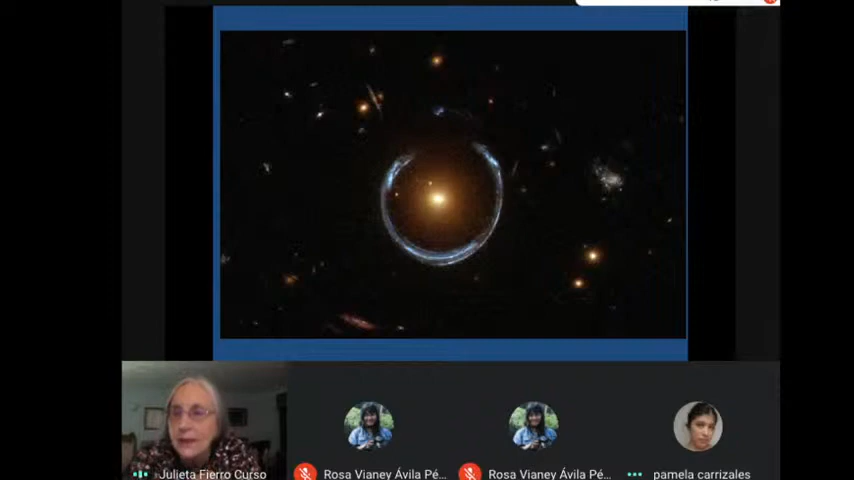 Julieta Fierro Curso
Rosa Vianey Ávila Pé...
Rosa Vianey Ávila Pé...
pamela carrizales